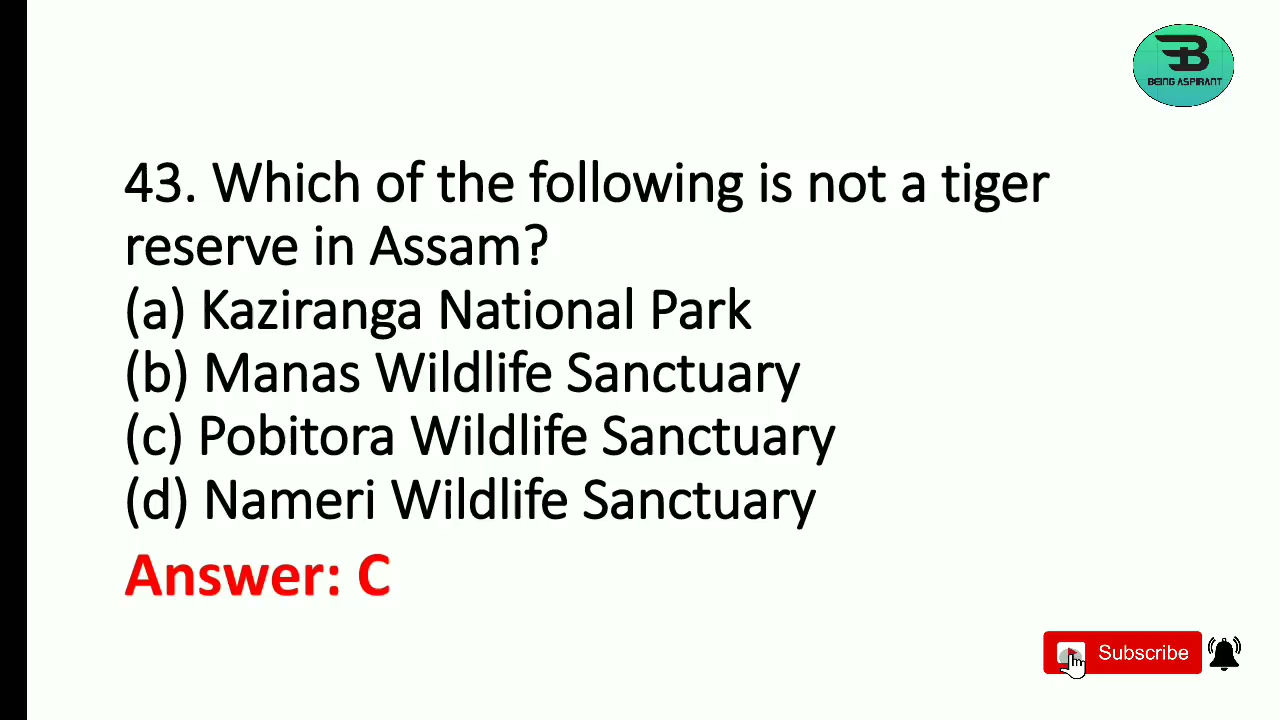 BEING ASPIRANT
43. Which of the following is not a tiger
reserve in Assam?
(a) Kaziranga National Park
(b) Manas Wildlife Sanctuary
(c) Pobitora Wildlife Sanctuary
(d) Nameri Wildlife Sanctuary
Answer: C
Subscribe